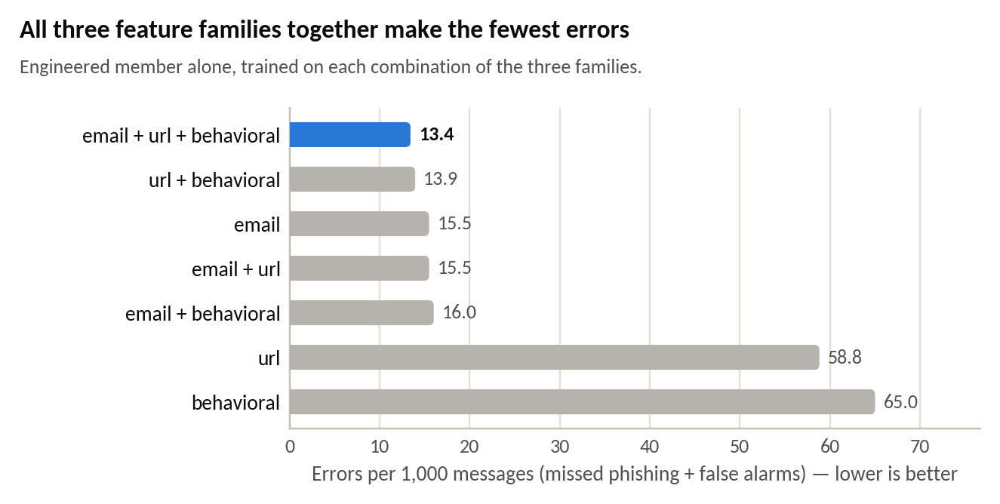 All three feature families together make the fewest errors
Engineered member alone, trained on each combination of the three families.
email + url + behavioral 13.4
url + behavioral 13.9
email 15.5
email + url 15.5
email + behavioral 16.0
url 58.8
behavioral 65.0
0 10 20 30 40 50 60 70
Errors per 1,000 messages (missed phishing + false alarms) — lower is better